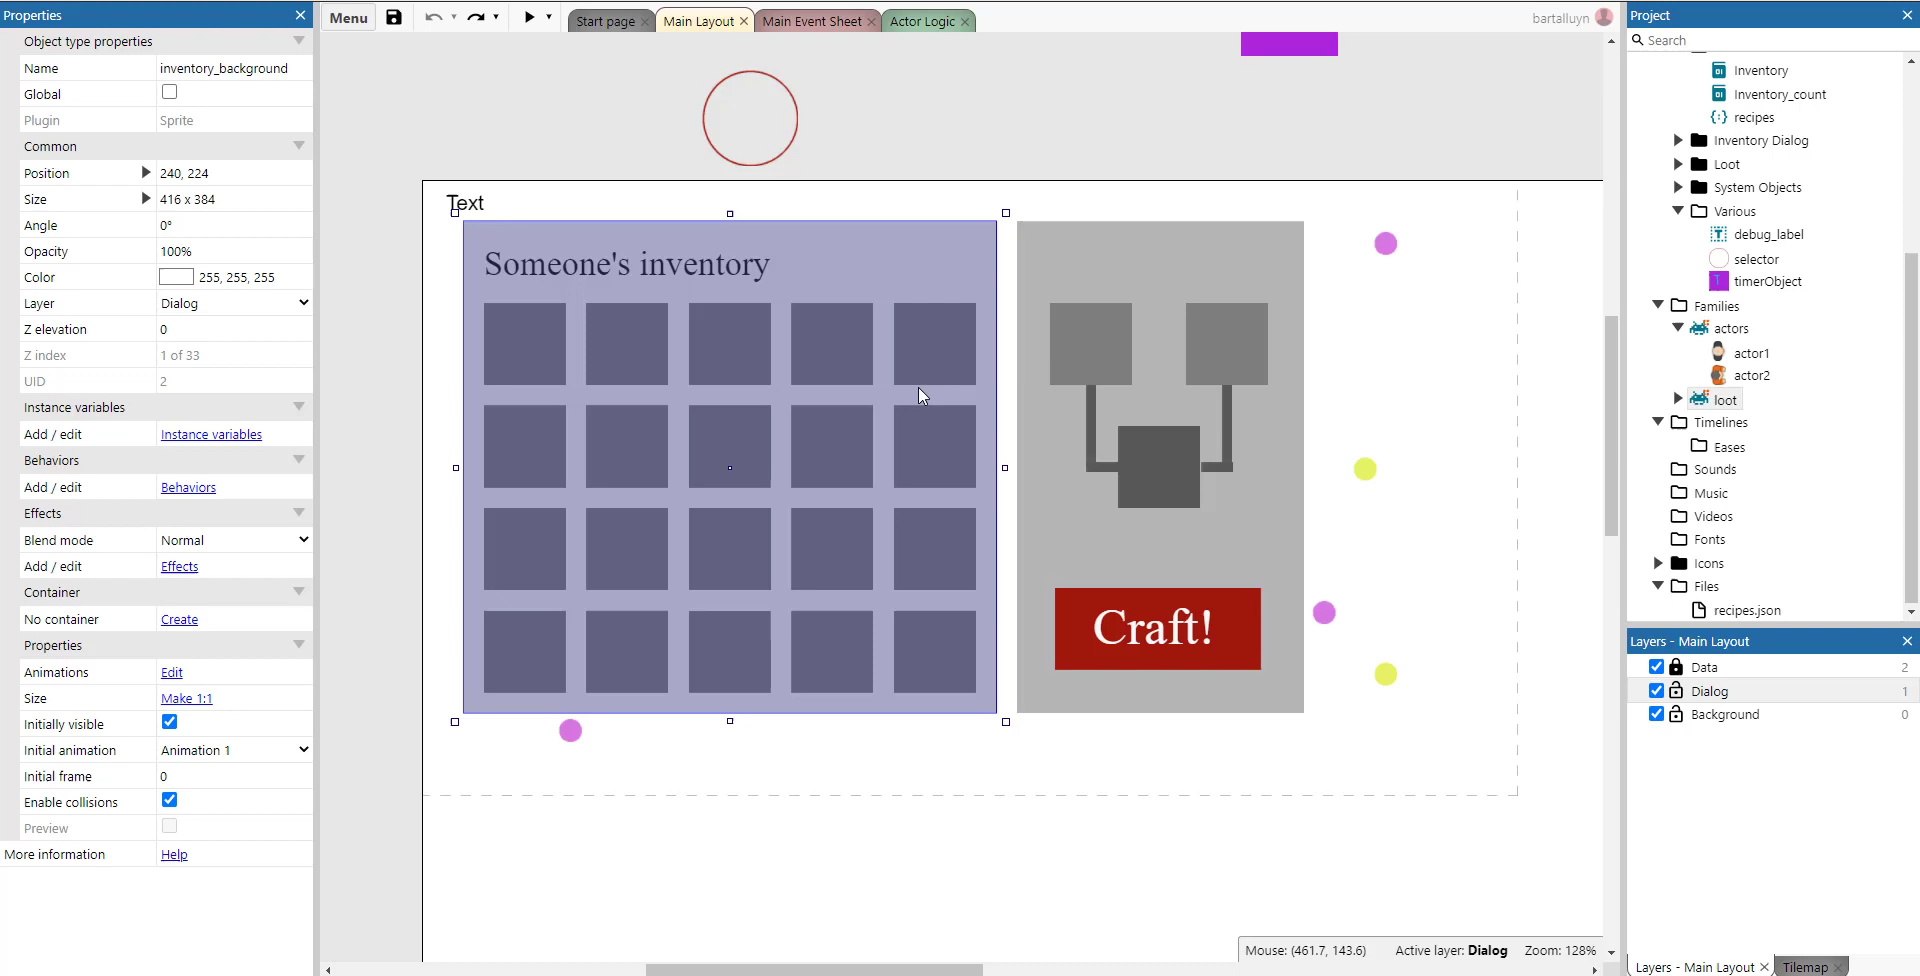 Properties
Object type properties
Name inventory_background
Global
Plugin Sprite
Common
Position 240, 224
Size 416 x 384
Angle 0°
Opacity 100%
Color 255, 255, 255
Layer Dialog
Z elevation 0
Z index 1 of 33
UID 2
Instance variables
Add / edit Instance variables
Behaviors
Add / edit Behaviors
Effects
Blend mode Normal
Add / edit Effects
Container
No container Create
Properties
Animations Edit
Size Make 1:1
Initially visible
Initial animation Animation 1
Initial frame 0
Enable collisions
Preview
More information Help
Menu
Start page
Main Layout
Main Event Sheet
Actor Logic
bartalluyn
Text
Someone's inventory
Craft!
Mouse: (461.7, 143.6) Active layer: Dialog Zoom: 128%
Project
Search
Inventory
Inventory_count
recipes
Inventory Dialog
Loot
System Objects
Various
debug_label
selector
timerObject
Families
actors
actor1
actor2
loot
Timelines
Eases
Sounds
Music
Videos
Fonts
Icons
Files
recipes.json
Layers - Main Layout
Data 2
Dialog 1
Background 0
Layers - Main Layout
Tilemap